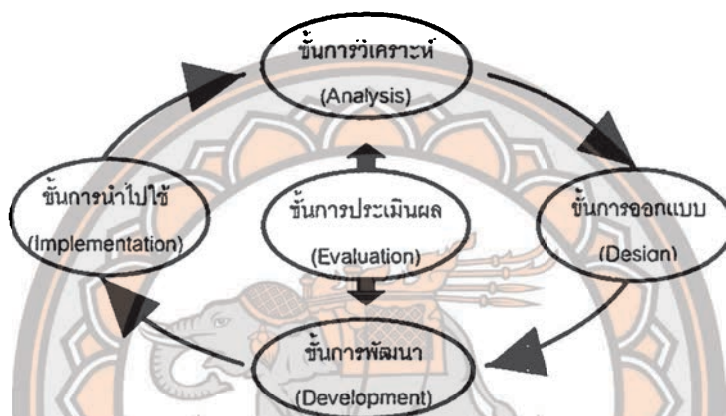 ขั้นการวิเคราะห์
(Analysis)
ขั้นการนำไปใช้
(Implementation)
ขั้นการประเมินผล
(Evaluation)
ขั้นการออกแบบ
(Design)
ขั้นการพัฒนา
(Development)